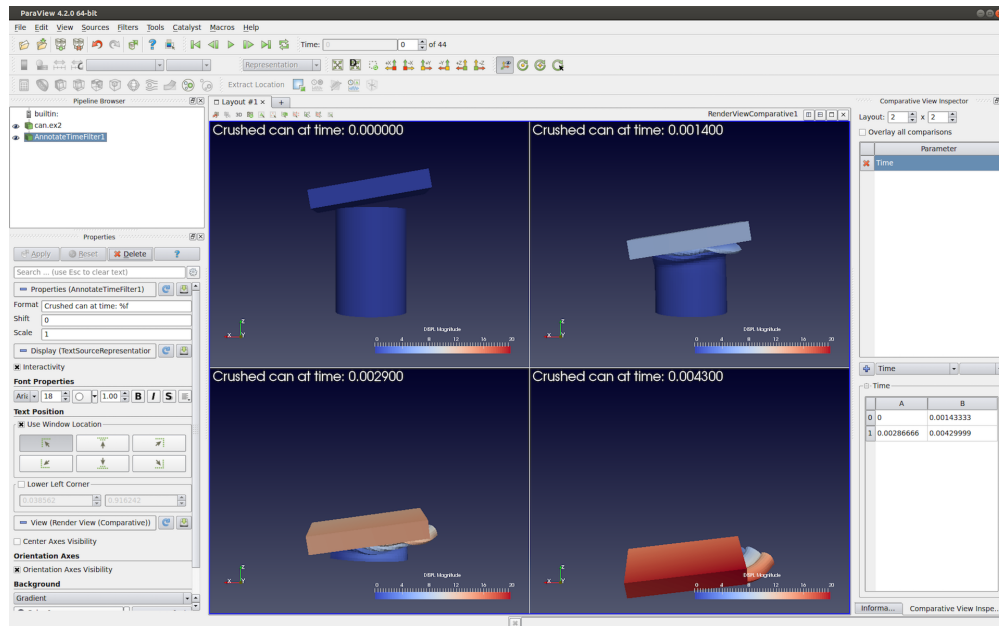 ParaView 4.2.0 64-bit
File Edit View Sources Filters Tools Catalyst Macros Help
Time: 0 of 44
Representation
Extract Location
Pipeline Browser
builtin:
can.ex2
AnnotateTimeFilter1
Properties
Apply Reset Delete ?
Search ... (use Esc to clear text)
Properties (AnnotateTimeFilter1)
Format Crushed can at time: %f
Shift 0
Scale 1
Display (TextSourceRepresentation
Interactivity
Font Properties
18 1.00 B I S
Text Position
Use Window Location
Lower Left Corner
0.038562 0.916242
View (Render View (Comparative))
Center Axes Visibility
Orientation Axes
Orientation Axes Visibility
Background
Gradient
Layout #1 x +
3D
RenderViewComparative1
Crushed can at time: 0.000000
Z
X Y
DISPL Magnitude
0 4 8 12 16 20
Crushed can at time: 0.001400
Z
X Y
DISPL Magnitude
0 4 8 12 16 20
Crushed can at time: 0.002900
Z
X Y
DISPL Magnitude
0 4 8 12 16 20
Crushed can at time: 0.004300
Z
X Y
DISPL Magnitude
0 4 8 12 16 20
Comparative View Inspector
Layout: 2 x 2
Overlay all comparisons
Parameter
Time
Time
Time
A B
0 0 0.00143333
1 0.00286666 0.00429999
Informa... Comparative View Inspe...